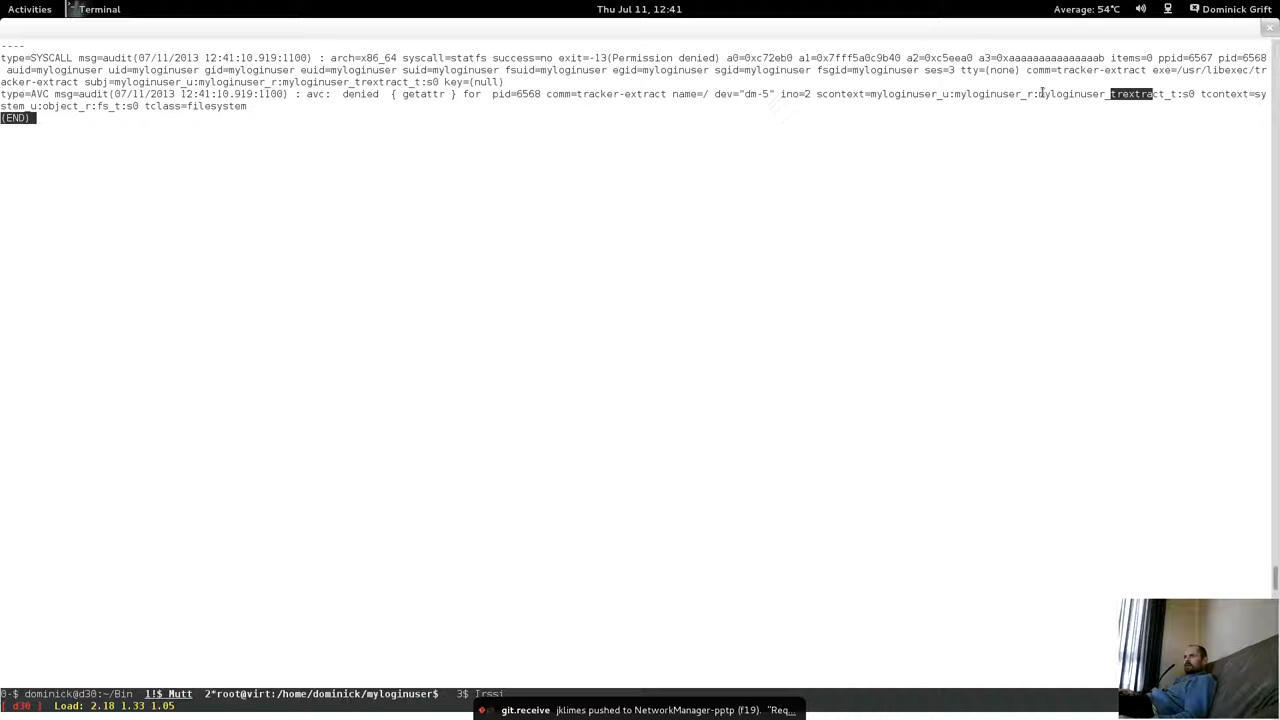 Activities Terminal Thu Jul 11, 12:41 Average: 54°C Dominick Grift
----
type=SYSCALL msg=audit(07/11/2013 12:41:10.919:1100) : arch=x86_64 syscall=statfs success=no exit=-13(Permission denied) a0=0xc72eb0 a1=0x7fff5a0c9b40 a2=0xc5eea0 a3=0xaaaaaaaaaaaaaaab items=0 ppid=6567 pid=6568
auid=myloginuser uid=myloginuser gid=myloginuser euid=myloginuser suid=myloginuser fsuid=myloginuser egid=myloginuser sgid=myloginuser fsgid=myloginuser ses=3 tty=(none) comm=tracker-extract exe=/usr/libexec/tr
acker-extract subj=myloginuser_u:myloginuser_r:myloginuser_trextract_t:s0 key=(null)
type=AVC msg=audit(07/11/2013 12:41:10.919:1100) : avc:  denied  { getattr } for  pid=6568 comm=tracker-extract name=/ dev="dm-5" ino=2 scontext=myloginuser_u:myloginuser_r:myloginuser_trextract_t:s0 tcontext=sy
stem_u:object_r:fs_t:s0 tclass=filesystem
(END)
0-$ dominick@d30:~/Bin 1!$ Mutt 2*root@virt:/home/dominick/myloginuser$ 3$ Irssi
[ d30 ] Load: 2.18 1.33 1.05
git.receive jklimes pushed to NetworkManager-pptp (f19). "Req...